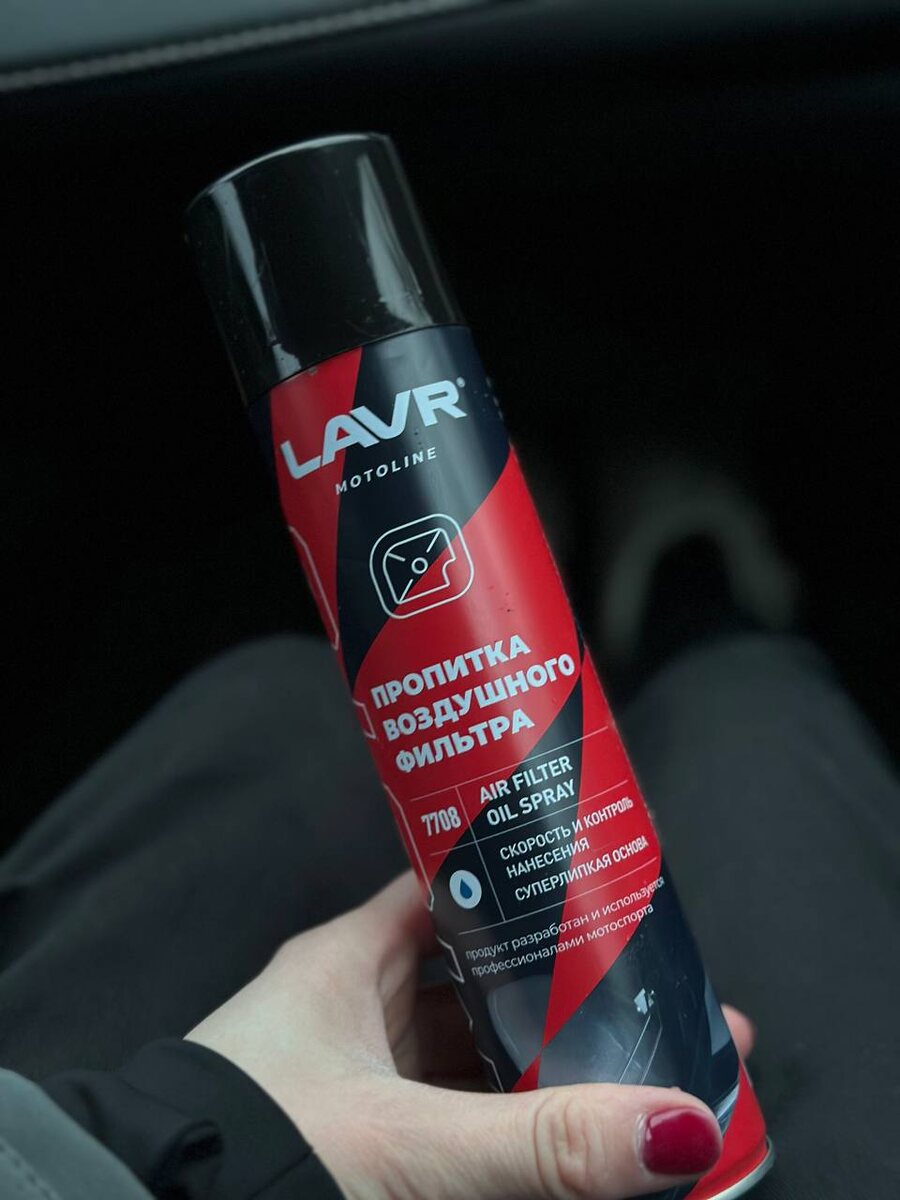 LAVR®
MOTOLINE
ПРОПИТКА
ВОЗДУШНОГО
ФИЛЬТРА
7708
AIR FILTER
OIL SPRAY
СКОРОСТЬ И КОНТРОЛЬ
НАНЕСЕНИЯ
СУПЕРЛИПКАЯ ОСНОВА
продукт разработан и используется
профессионалами мотоспорта